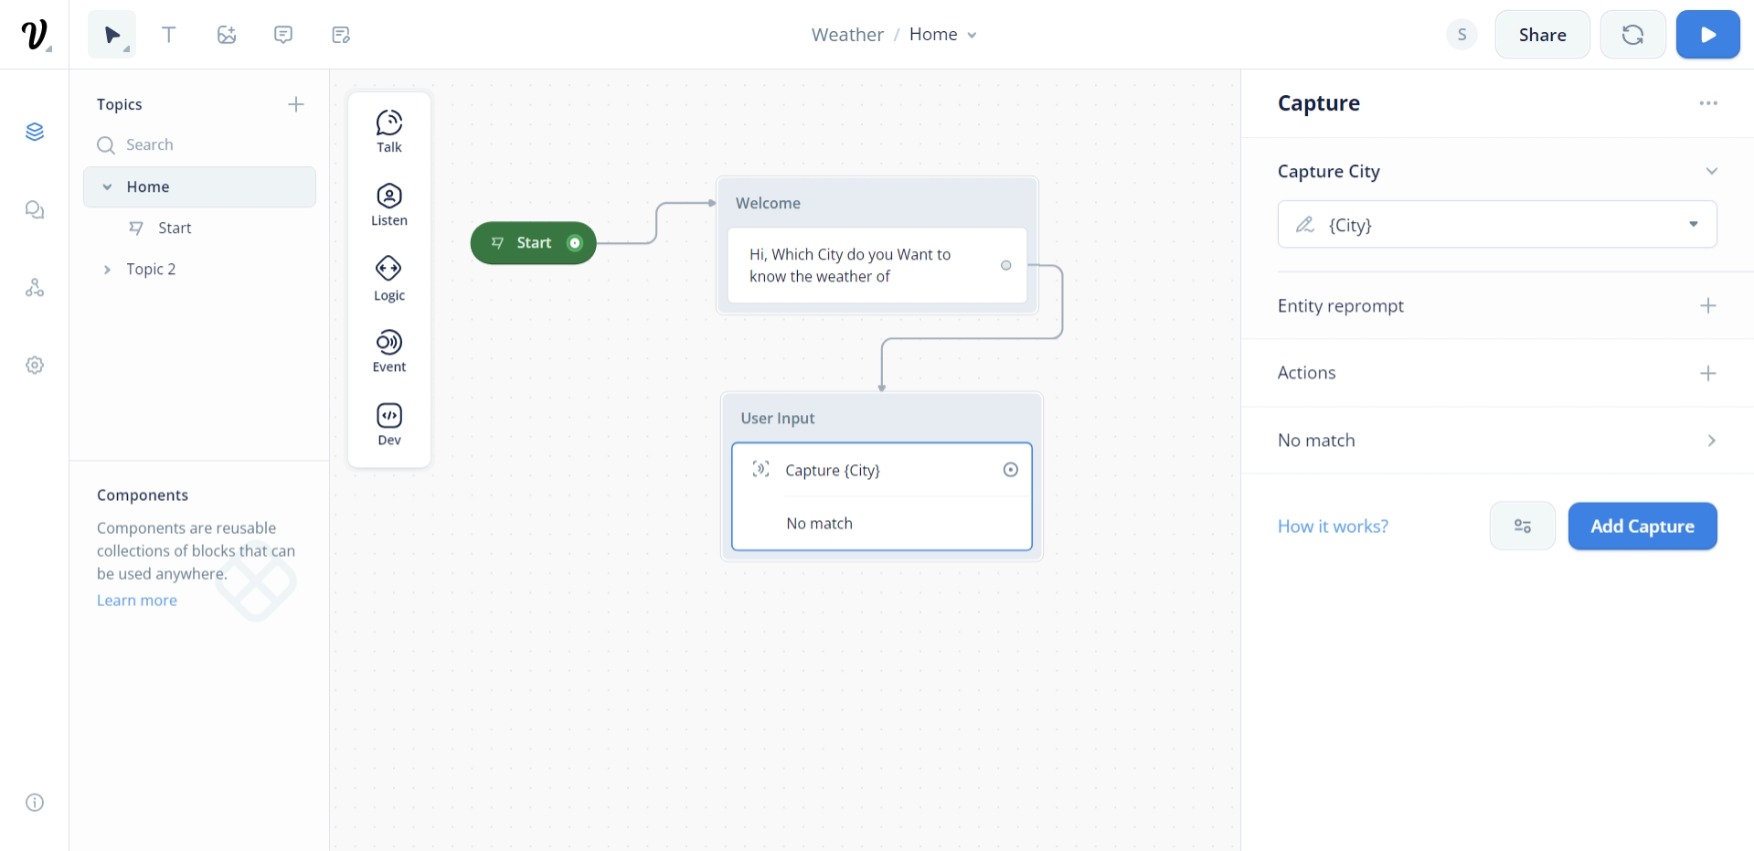 Weather / Home
S
Share
Topics
Search
Home
Start
Topic 2
Components
Components are reusable
collections of blocks that can
be used anywhere.
Learn more
Talk
Listen
Logic
Event
Dev
Start
Welcome
Hi, Which City do you Want to
know the weather of
User Input
Capture {City}
No match
Capture
Capture City
{City}
Entity reprompt
Actions
No match
How it works?
Add Capture